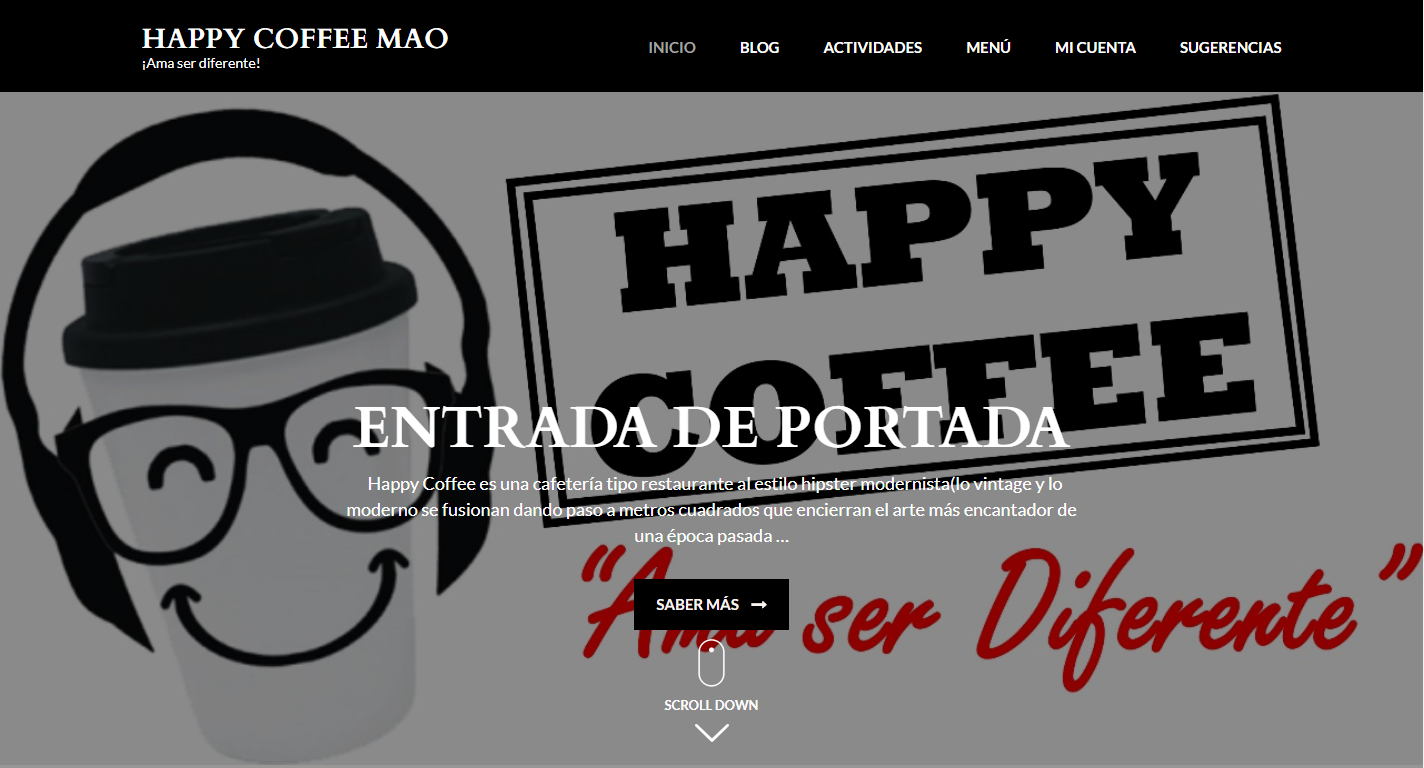 HAPPY COFFEE MAO
¡Ama ser diferente!
INICIO BLOG ACTIVIDADES MENÚ MI CUENTA SUGERENCIAS
HAPPY
COFFEE
ENTRADA DE PORTADA
Happy Coffee es una cafetería tipo restaurante al estilo hipster modernista(lo vintage y lo
moderno se fusionan dando paso a metros cuadrados que encierran el arte más encantador de
una época pasada ...
“Ama ser Diferente”
SABER MÁS
SCROLL DOWN